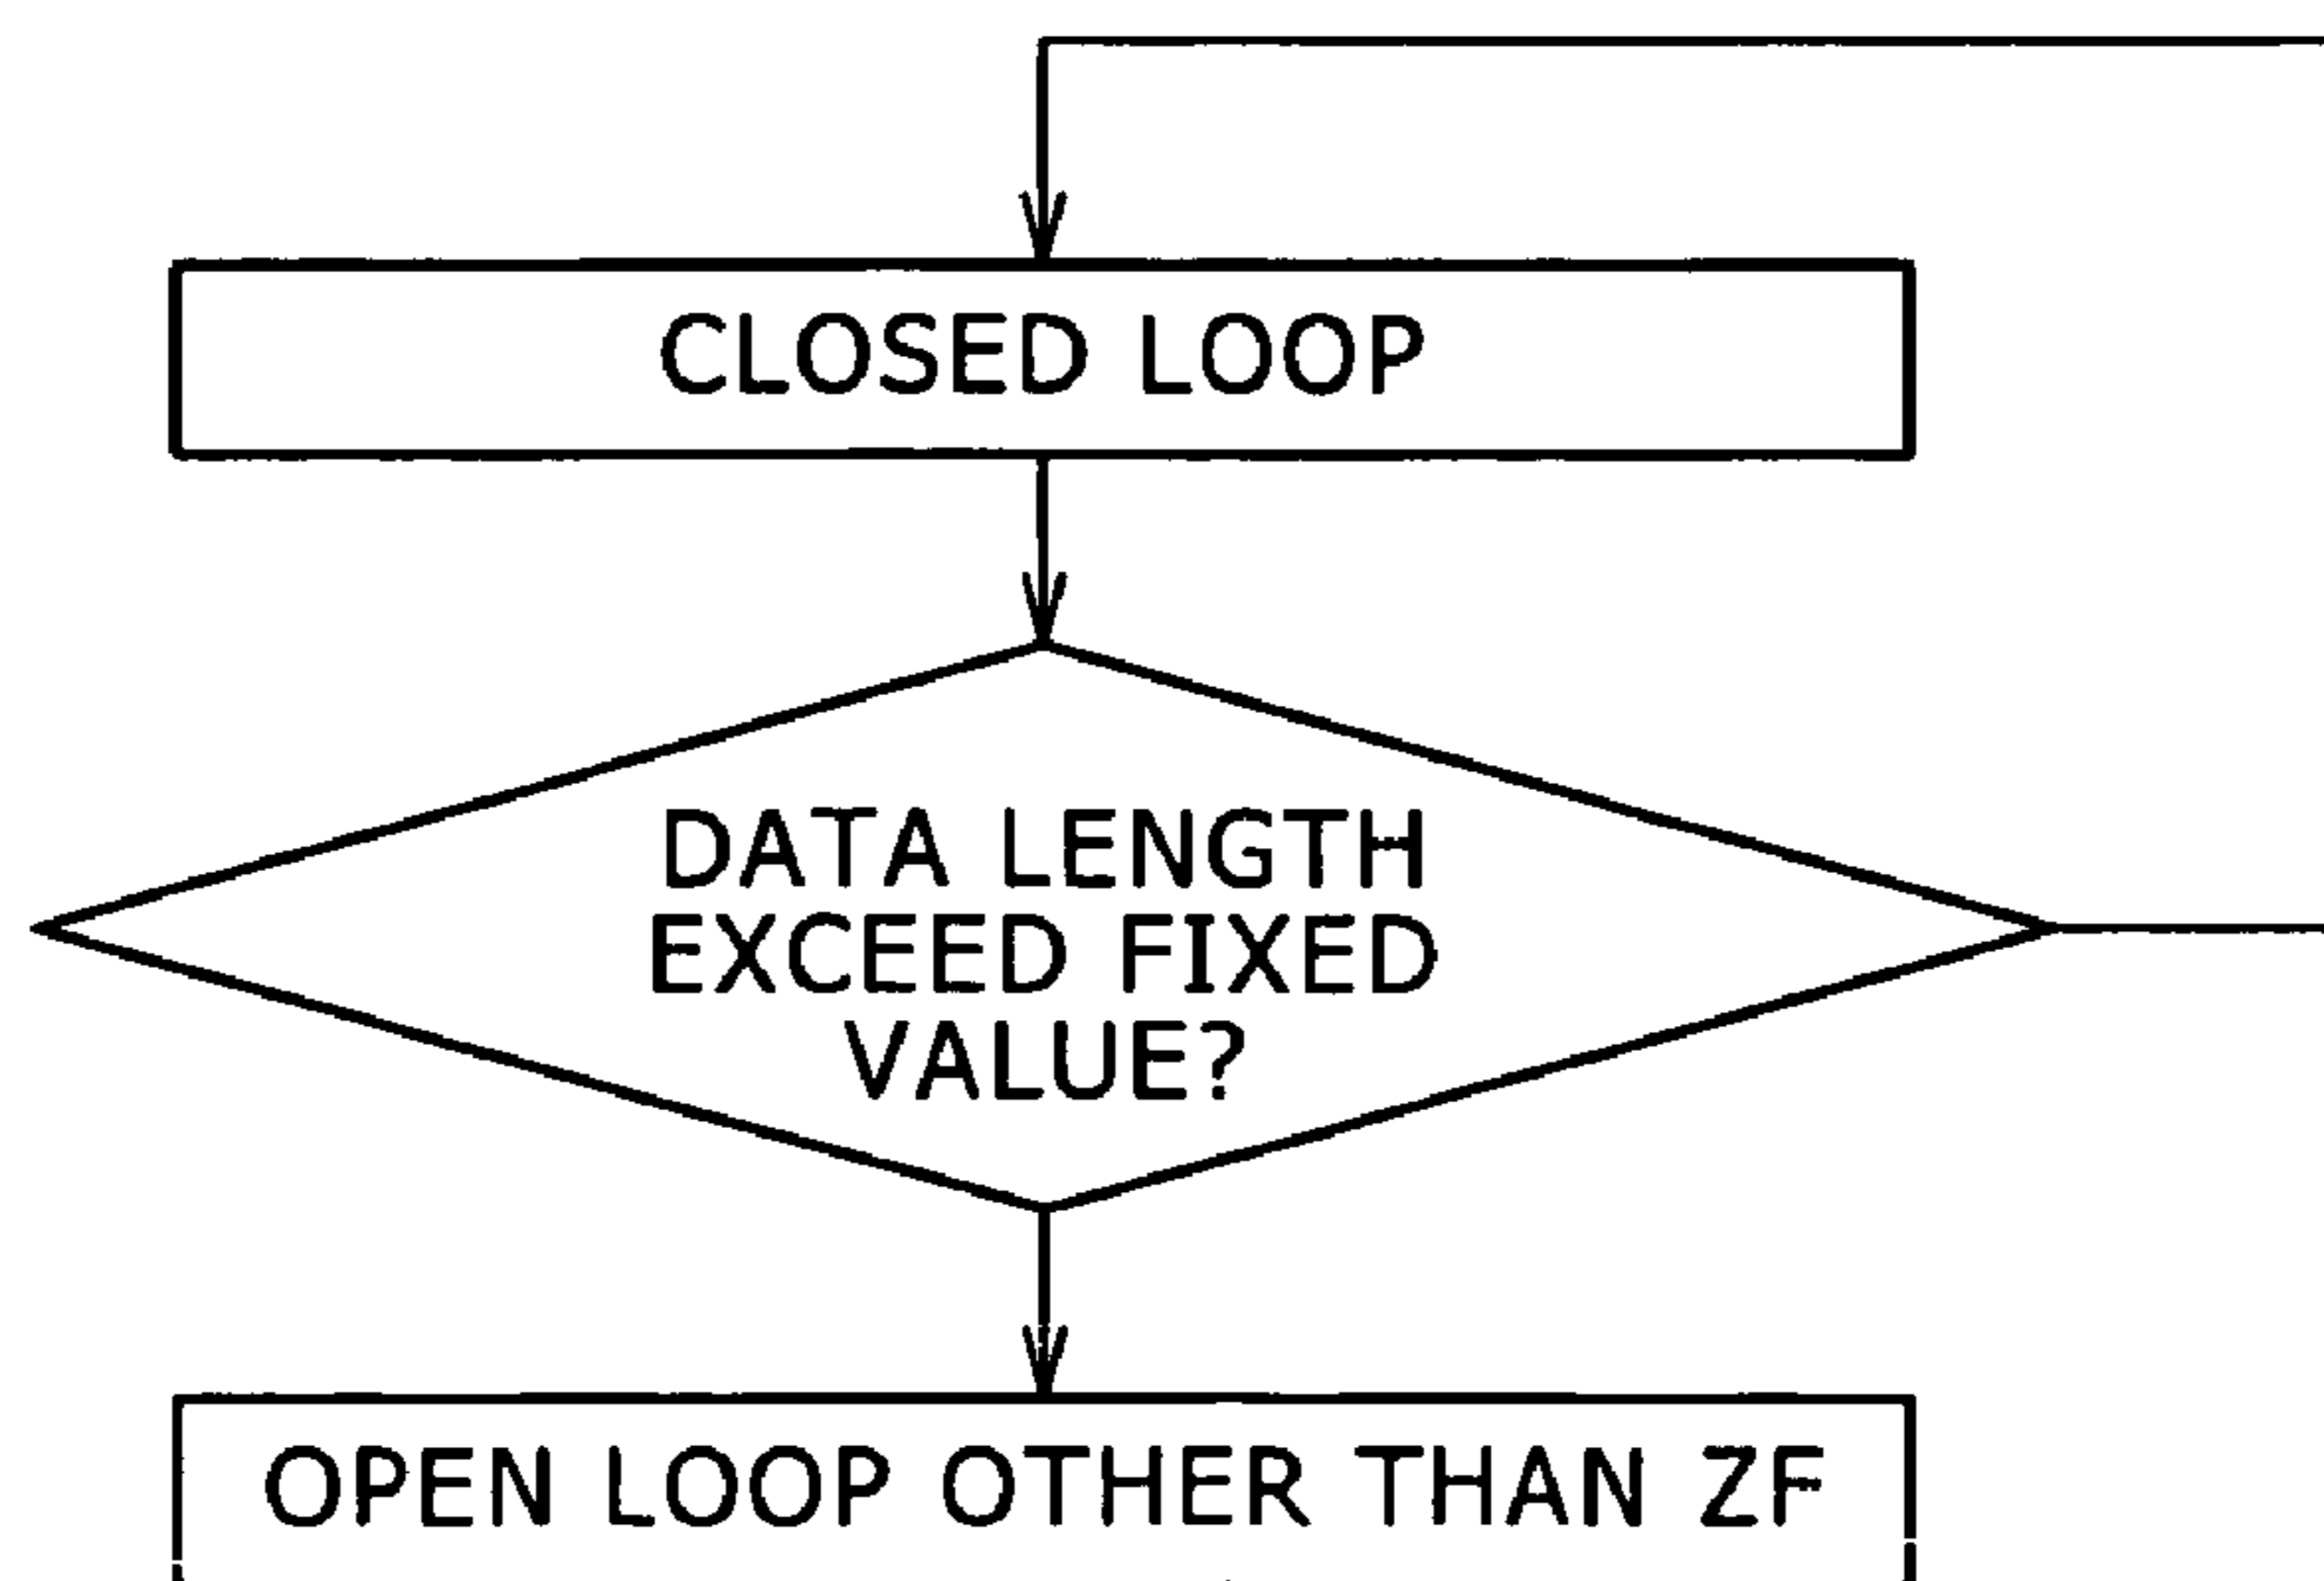 CLOSED LOOP
DATA LENGTH
EXCEED FIXED
VALUE?
OPEN LOOP OTHER THAN ZF